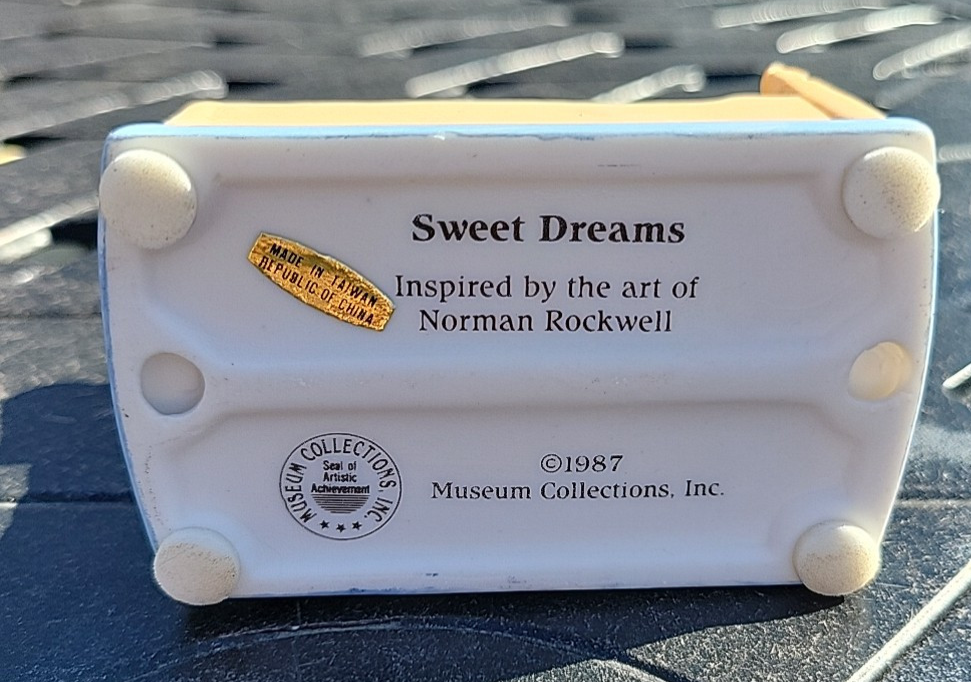 Sweet Dreams
MADE IN TAIWAN
REPUBLIC OF CHINA
Inspired by the art of
Norman Rockwell
MUSEUM COLLECTIONS, INC.
Seal of
Artistic
Achievement
©1987
Museum Collections, Inc.